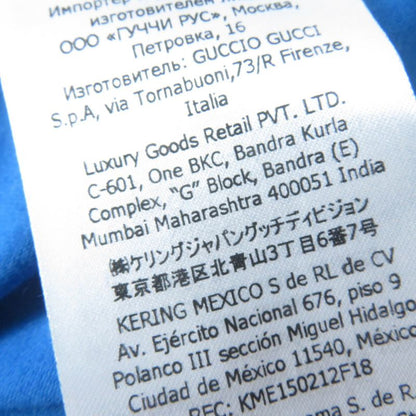 Импортер
изготовителем
ООО «ГУЧЧИ РУС», Москва,
Петровка, 16
Изготовитель: GUCCIO GUCCI
S.p.A, via Tornabuoni,73/R Firenze,
Italia
Luxury Goods Retail PVT. LTD.
C-601, One BKC, Bandra Kurla
Complex, "G" Block, Bandra (E)
Mumbai Maharashtra 400051 India
㈱ケリングジャパングッチディビジョン
東京都港区北青山3丁目6番7号
KERING MEXICO S de RL de CV
Av. Ejército Nacional 676, piso 9
Polanco III sección Miguel Hidalgo
Ciudad de México 11540, México
RFC: KME150212F18
S. de R